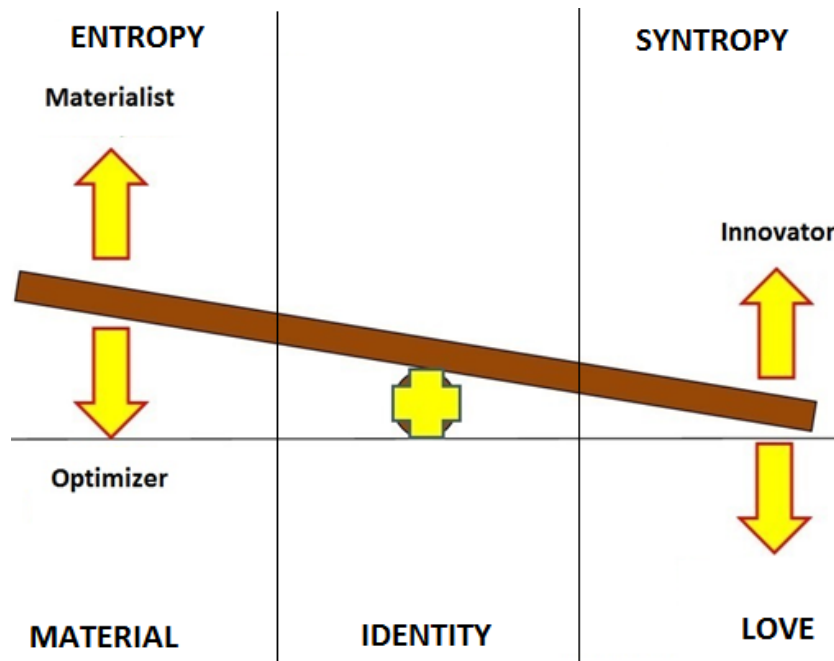 ENTROPY
SYNTROPY
Materialist
Innovator
Optimizer
MATERIAL
IDENTITY
LOVE